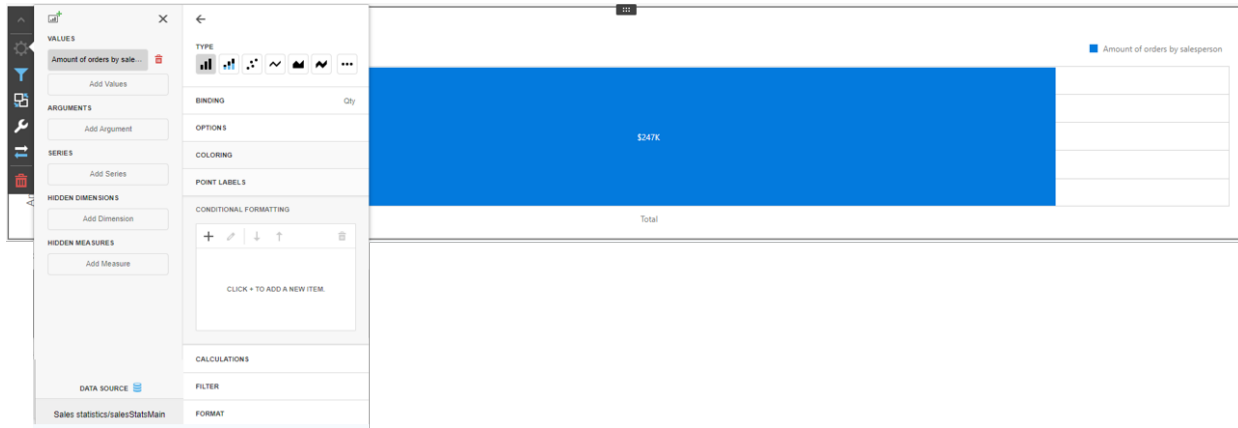 VALUES
Amount of orders by sale...
Add Values
ARGUMENTS
Add Argument
SERIES
Add Series
HIDDEN DIMENSIONS
Add Dimension
HIDDEN MEASURES
Add Measure
DATA SOURCE
Sales statistics/salesStatsMain
TYPE
BINDING Qty
OPTIONS
COLORING
POINT LABELS
CONDITIONAL FORMATTING
CLICK + TO ADD A NEW ITEM.
CALCULATIONS
FILTER
FORMAT
Amount of orders by salesperson
$247K
Total